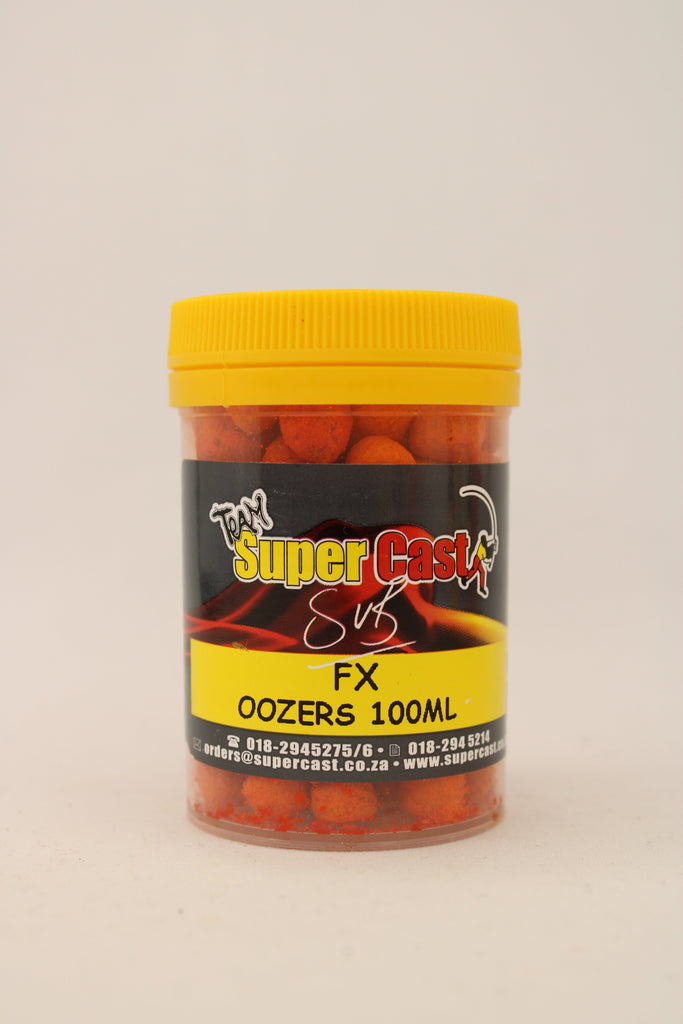 TEAM
Super Cast
SVB
FX
OOZERS 100ML
018-2945275/6 • 018-294 5214
orders@supercast.co.za • www.supercast.co